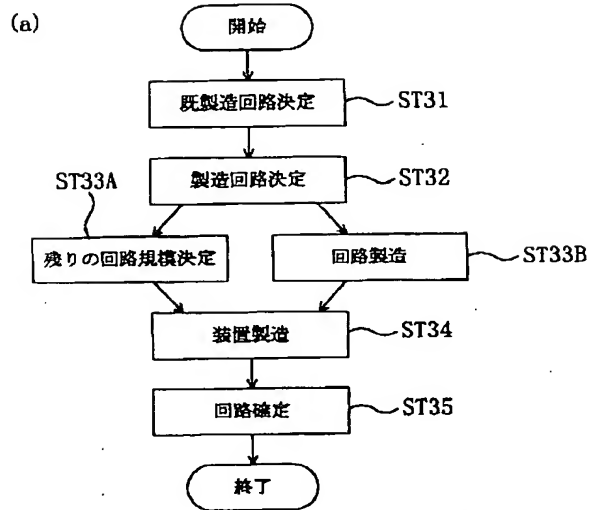 (a)
開始
既製造回路決定
ST31
製造回路決定
ST32
ST33A
残りの回路規模決定
回路製造
ST33B
装置製造
ST34
回路確定
ST35
終了